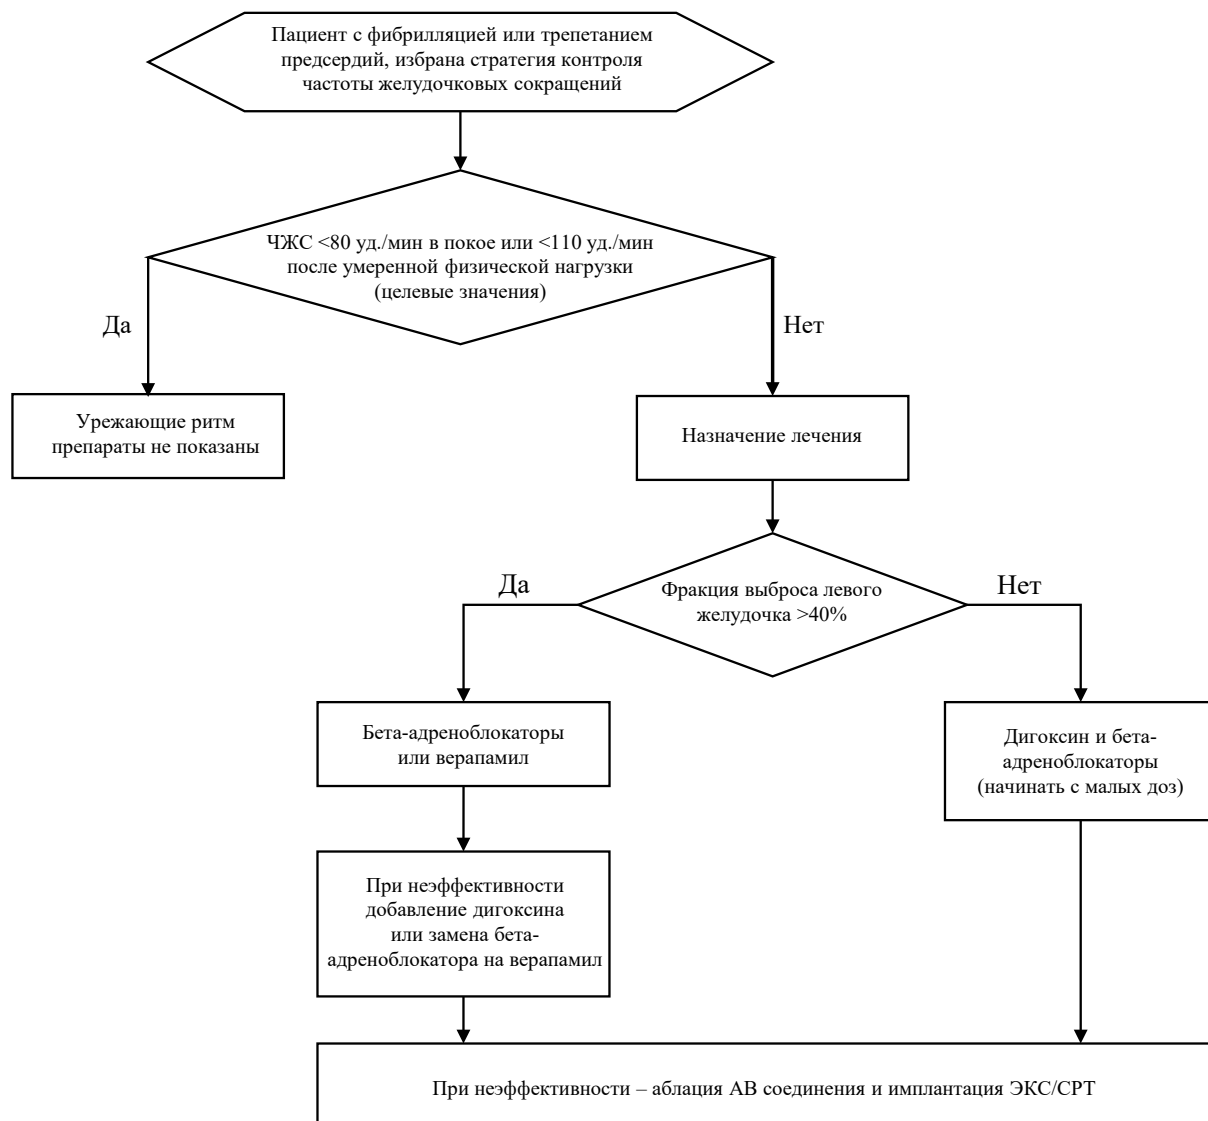 Пациент с фибрилляцией или трепетанием
предсердий, избрана стратегия контроля
частоты желудочковых сокращений
ЧЖС <80 уд./мин в покое или <110 уд./мин
после умеренной физической нагрузки
(целевые значения)
Да
Нет
Урежающие ритм
препараты не показаны
Назначение лечения
Да
Нет
Фракция выброса левого
желудочка >40%
Бета-адреноблокаторы
или верапамил
Дигоксин и бета-
адреноблокаторы
(начинать с малых доз)
При неэффективности
добавление дигоксина
или замена бета-
адреноблокатора на верапамил
При неэффективности – аблация АВ соединения и имплантация ЭКС/СРТ